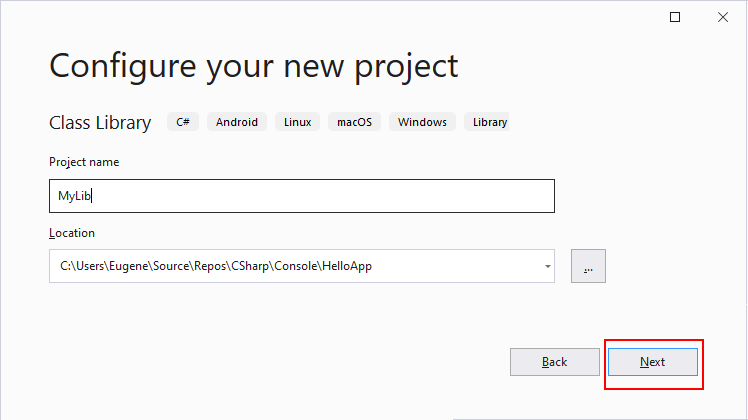 Configure your new project
Class Library C# Android Linux macOS Windows Library
Project name
MyLib
Location
C:\Users\Eugene\Source\Repos\CSharp\Console\HelloApp
...
Back Next